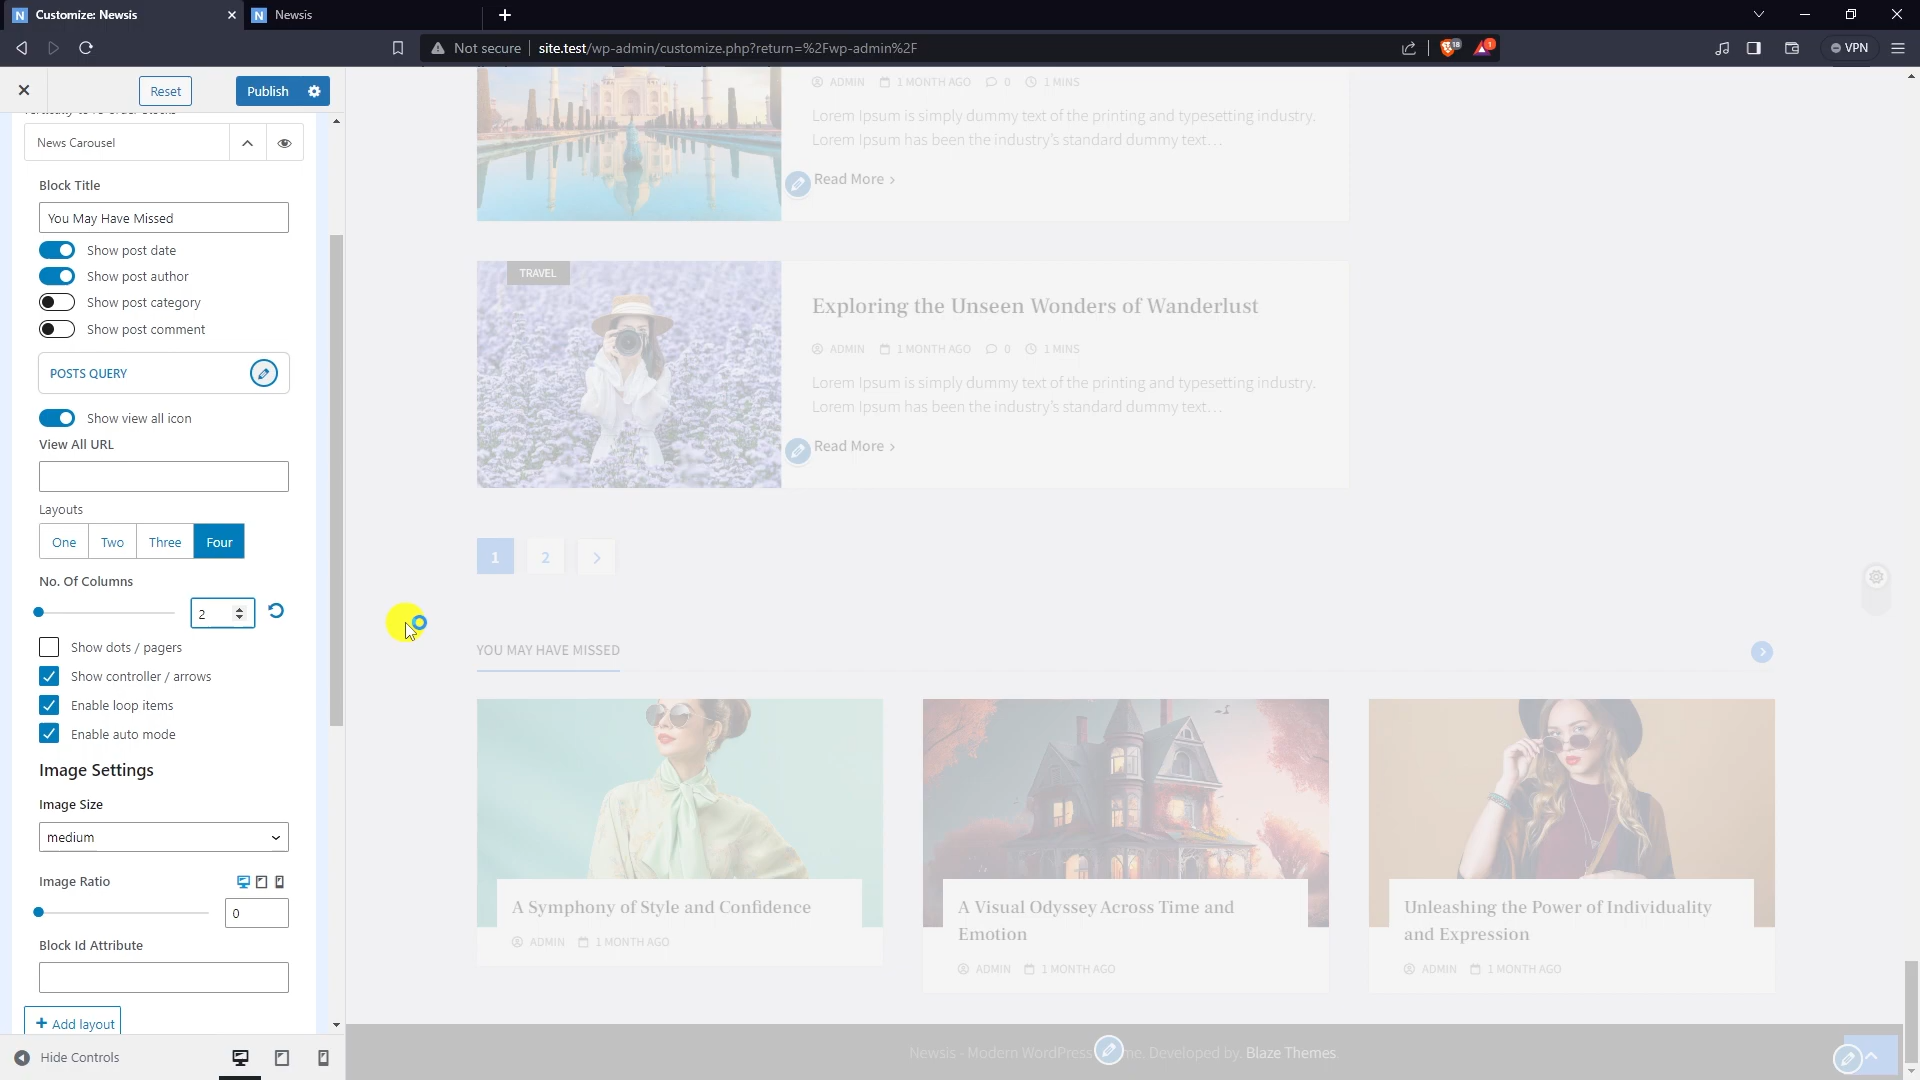 Customize: Newsis
Newsis
Not secure
site.test/wp-admin/customize.php?return=%2Fwp-admin%2F
18
1
VPN
Reset
Publish
News Carousel
Block Title
You May Have Missed
Show post date
Show post author
Show post category
Show post comment
POSTS QUERY
Show view all icon
View All URL
Layouts
One Two Three Four
No. Of Columns
2
Show dots / pagers
Show controller / arrows
Enable loop items
Enable auto mode
Image Settings
Image Size
medium
Image Ratio
0
Block Id Attribute
+ Add layout
Hide Controls
ADMIN 1 MONTH AGO 0 1 MINS
Lorem Ipsum is simply dummy text of the printing and typesetting industry.
Lorem Ipsum has been the industry's standard dummy text…
Read More ›
TRAVEL
Exploring the Unseen Wonders of Wanderlust
ADMIN 1 MONTH AGO 0 1 MINS
Lorem Ipsum is simply dummy text of the printing and typesetting industry.
Lorem Ipsum has been the industry's standard dummy text…
Read More ›
1 2 ›
YOU MAY HAVE MISSED
A Symphony of Style and Confidence
ADMIN 1 MONTH AGO
A Visual Odyssey Across Time and
Emotion
ADMIN 1 MONTH AGO
Unleashing the Power of Individuality
and Expression
ADMIN 1 MONTH AGO
Newsis - Modern WordPress me. Developed by. Blaze Themes